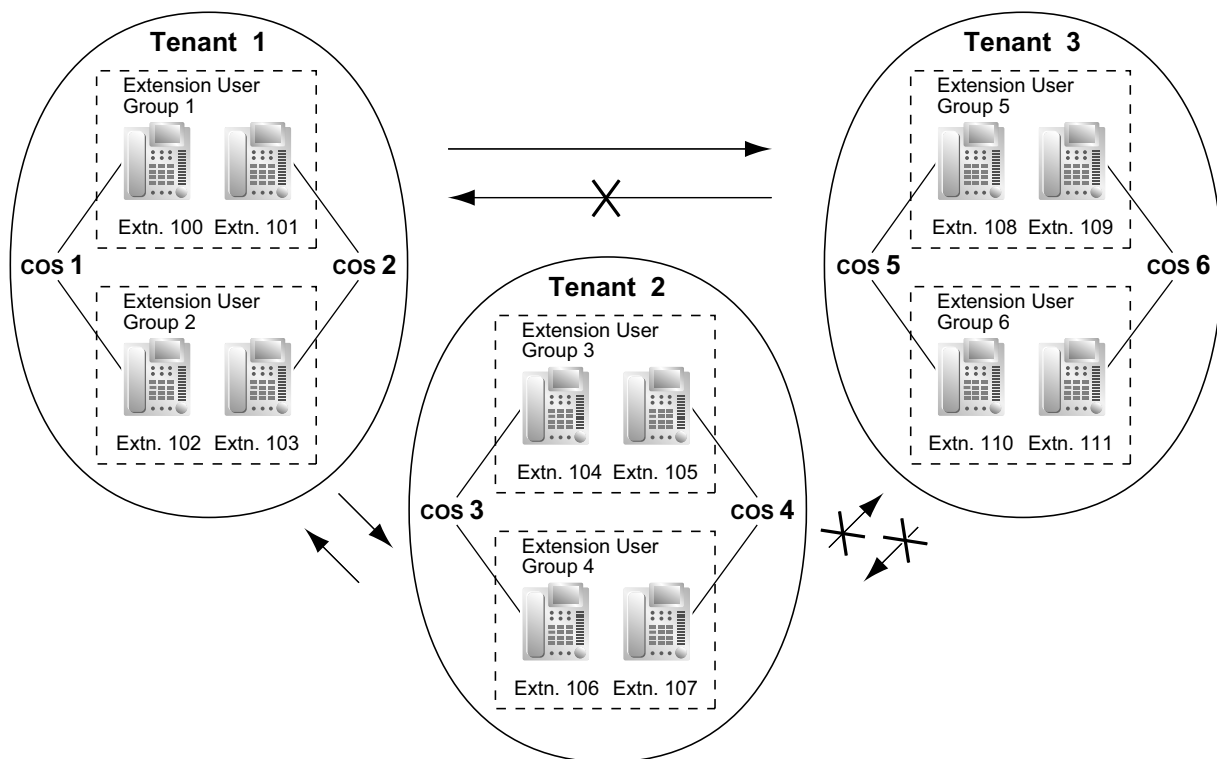 Tenant 1
Extension User
Group 1
Extn. 100 Extn. 101
COS 1
COS 2
Extension User
Group 2
Extn. 102 Extn. 103
Tenant 2
Extension User
Group 3
Extn. 104 Extn. 105
COS 3
COS 4
Extension User
Group 4
Extn. 106 Extn. 107
Tenant 3
Extension User
Group 5
Extn. 108 Extn. 109
COS 5
COS 6
Extension User
Group 6
Extn. 110 Extn. 111